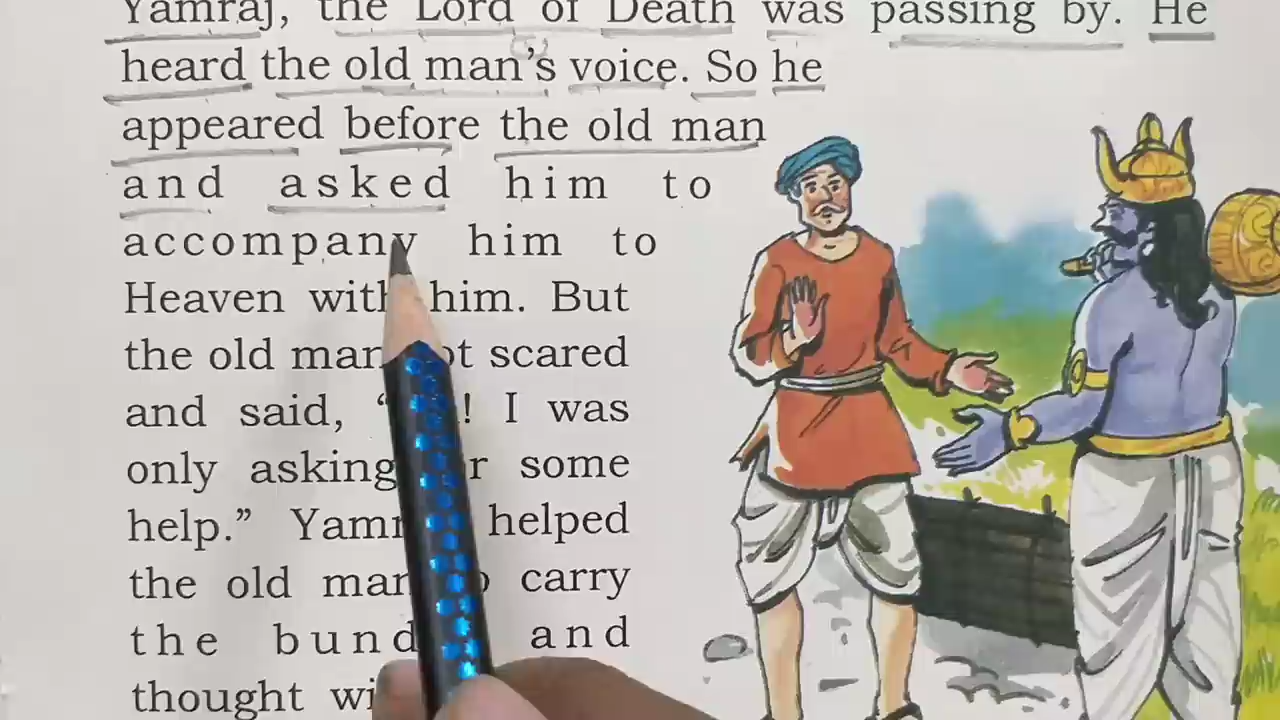 Yamraj, the Lord of Death was passing by. He
heard the old man's voice. So he
appeared before the old man
and asked him to
accompany him to
Heaven with him. But
the old man got scared
and said, “ ! I was
only asking for some
help.” Yamraj helped
the old man to carry
the bundle and
thought